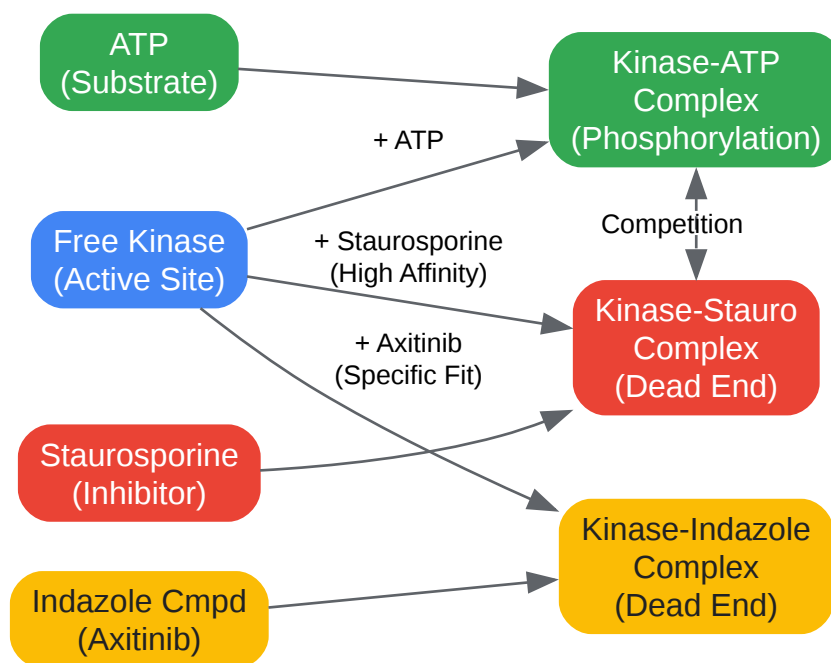 ATP
(Substrate)
Kinase-ATP
Complex
(Phosphorylation)
+ ATP
Free Kinase
(Active Site)
+ Staurosporine
(High Affinity)
Competition
Kinase-Stauro
Complex
(Dead End)
+ Axitinib
(Specific Fit)
Staurosporine
(Inhibitor)
Kinase-Indazole
Complex
(Dead End)
Indazole Cmpd
(Axitinib)